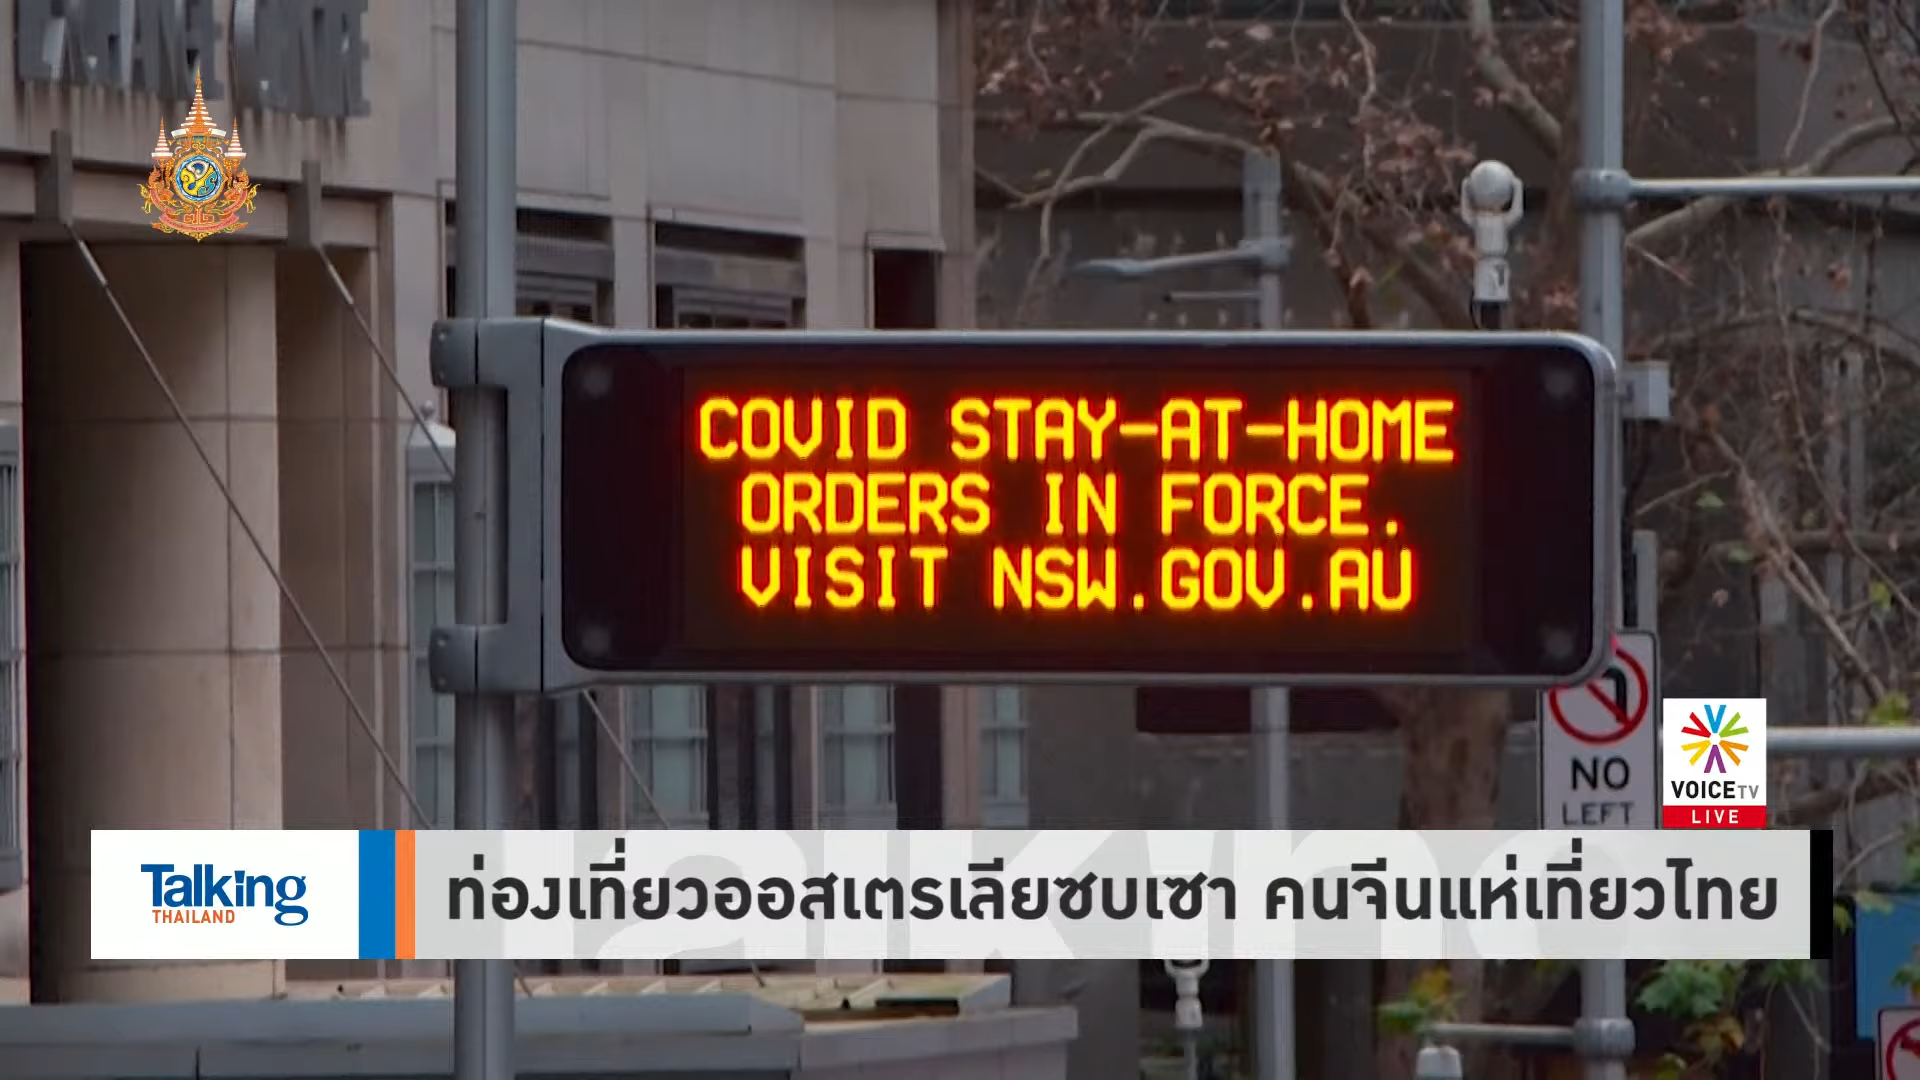 COVID STAY-AT-HOME
ORDERS IN FORCE.
VISIT NSW.GOV.AU
NO
LEFT
VOICETV
LIVE
Talking
THAILAND
ท่องเที่ยวออสเตรเลียซบเซา คนจีนแห่เที่ยวไทย